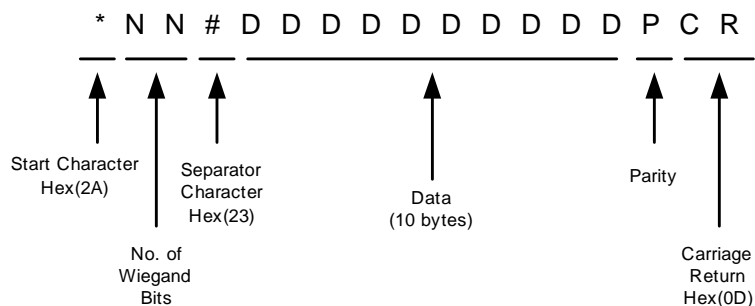 * N N # D D D D D D D D D D P C R
Start Character
Hex(2A)
Separator
Character
Hex(23)
Data
(10 bytes)
Parity
No. of
Wiegand
Bits
Carriage
Return
Hex(0D)